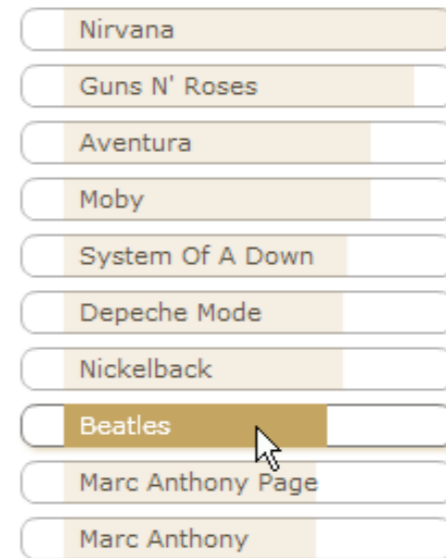 Nirvana
Guns N' Roses
Aventura
Moby
System Of A Down
Depeche Mode
Nickelback
Beatles
Marc Anthony Page
Marc Anthony